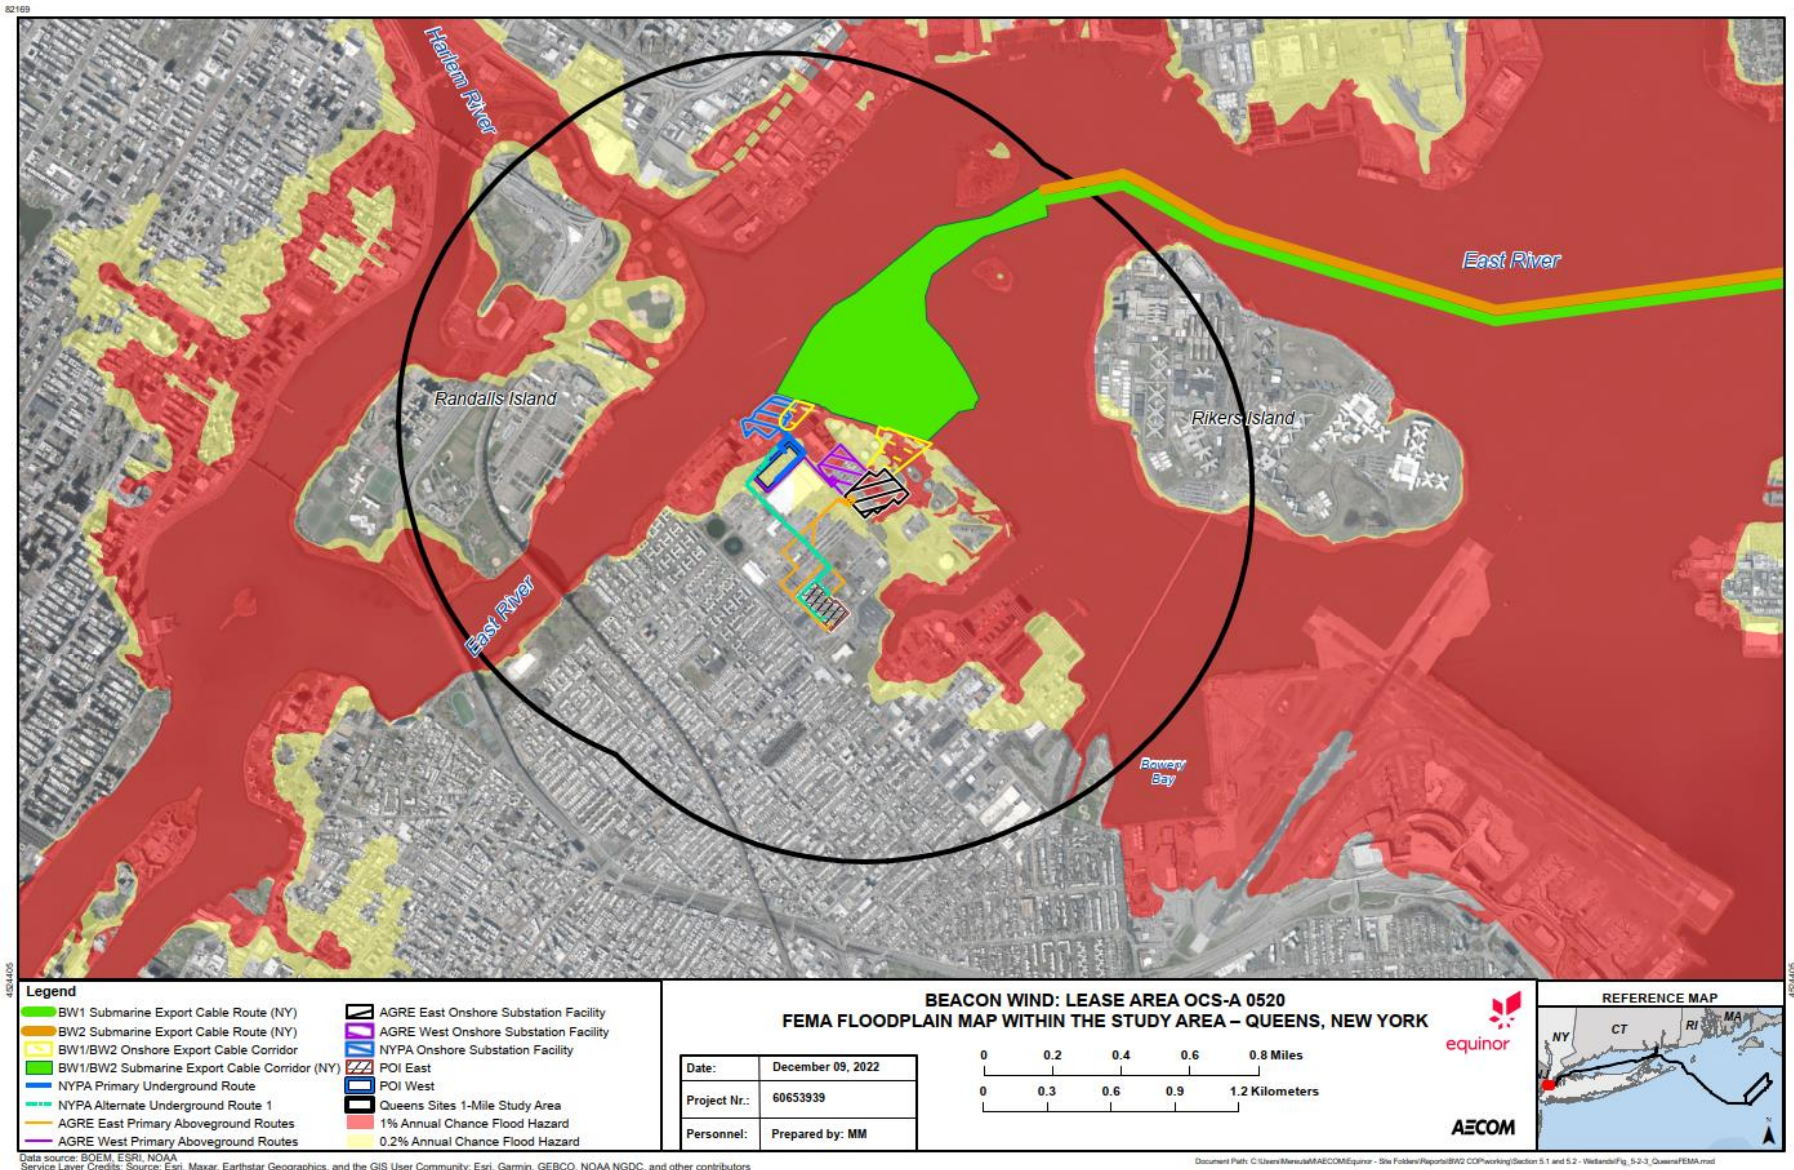 82169
Harlem River
East River
Randalls Island
Rikers Island
East River
Bowery
Bay
4524405
4524405
Legend
BW1 Submarine Export Cable Route (NY)
BW2 Submarine Export Cable Route (NY)
BW1/BW2 Onshore Export Cable Corridor
BW1/BW2 Submarine Export Cable Corridor (NY)
NYPA Primary Underground Route
NYPA Alternate Underground Route 1
AGRE East Primary Aboveground Routes
AGRE West Primary Aboveground Routes
AGRE East Onshore Substation Facility
AGRE West Onshore Substation Facility
NYPA Onshore Substation Facility
POI East
POI West
Queens Sites 1-Mile Study Area
1% Annual Chance Flood Hazard
0.2% Annual Chance Flood Hazard
BEACON WIND: LEASE AREA OCS-A 0520
FEMA FLOODPLAIN MAP WITHIN THE STUDY AREA – QUEENS, NEW YORK
Date: December 09, 2022
Project Nr.: 60653939
Personnel: Prepared by: MM
0 0.2 0.4 0.6 0.8 Miles
0 0.3 0.6 0.9 1.2 Kilometers
equinor
AECOM
REFERENCE MAP
NY CT RI MA
N
Data source: BOEM, ESRI, NOAA
Service Layer Credits: Source: Esri, Maxar, Earthstar Geographics, and the GIS User Community; Esri, Garmin, GEBCO, NOAA NGDC, and other contributors